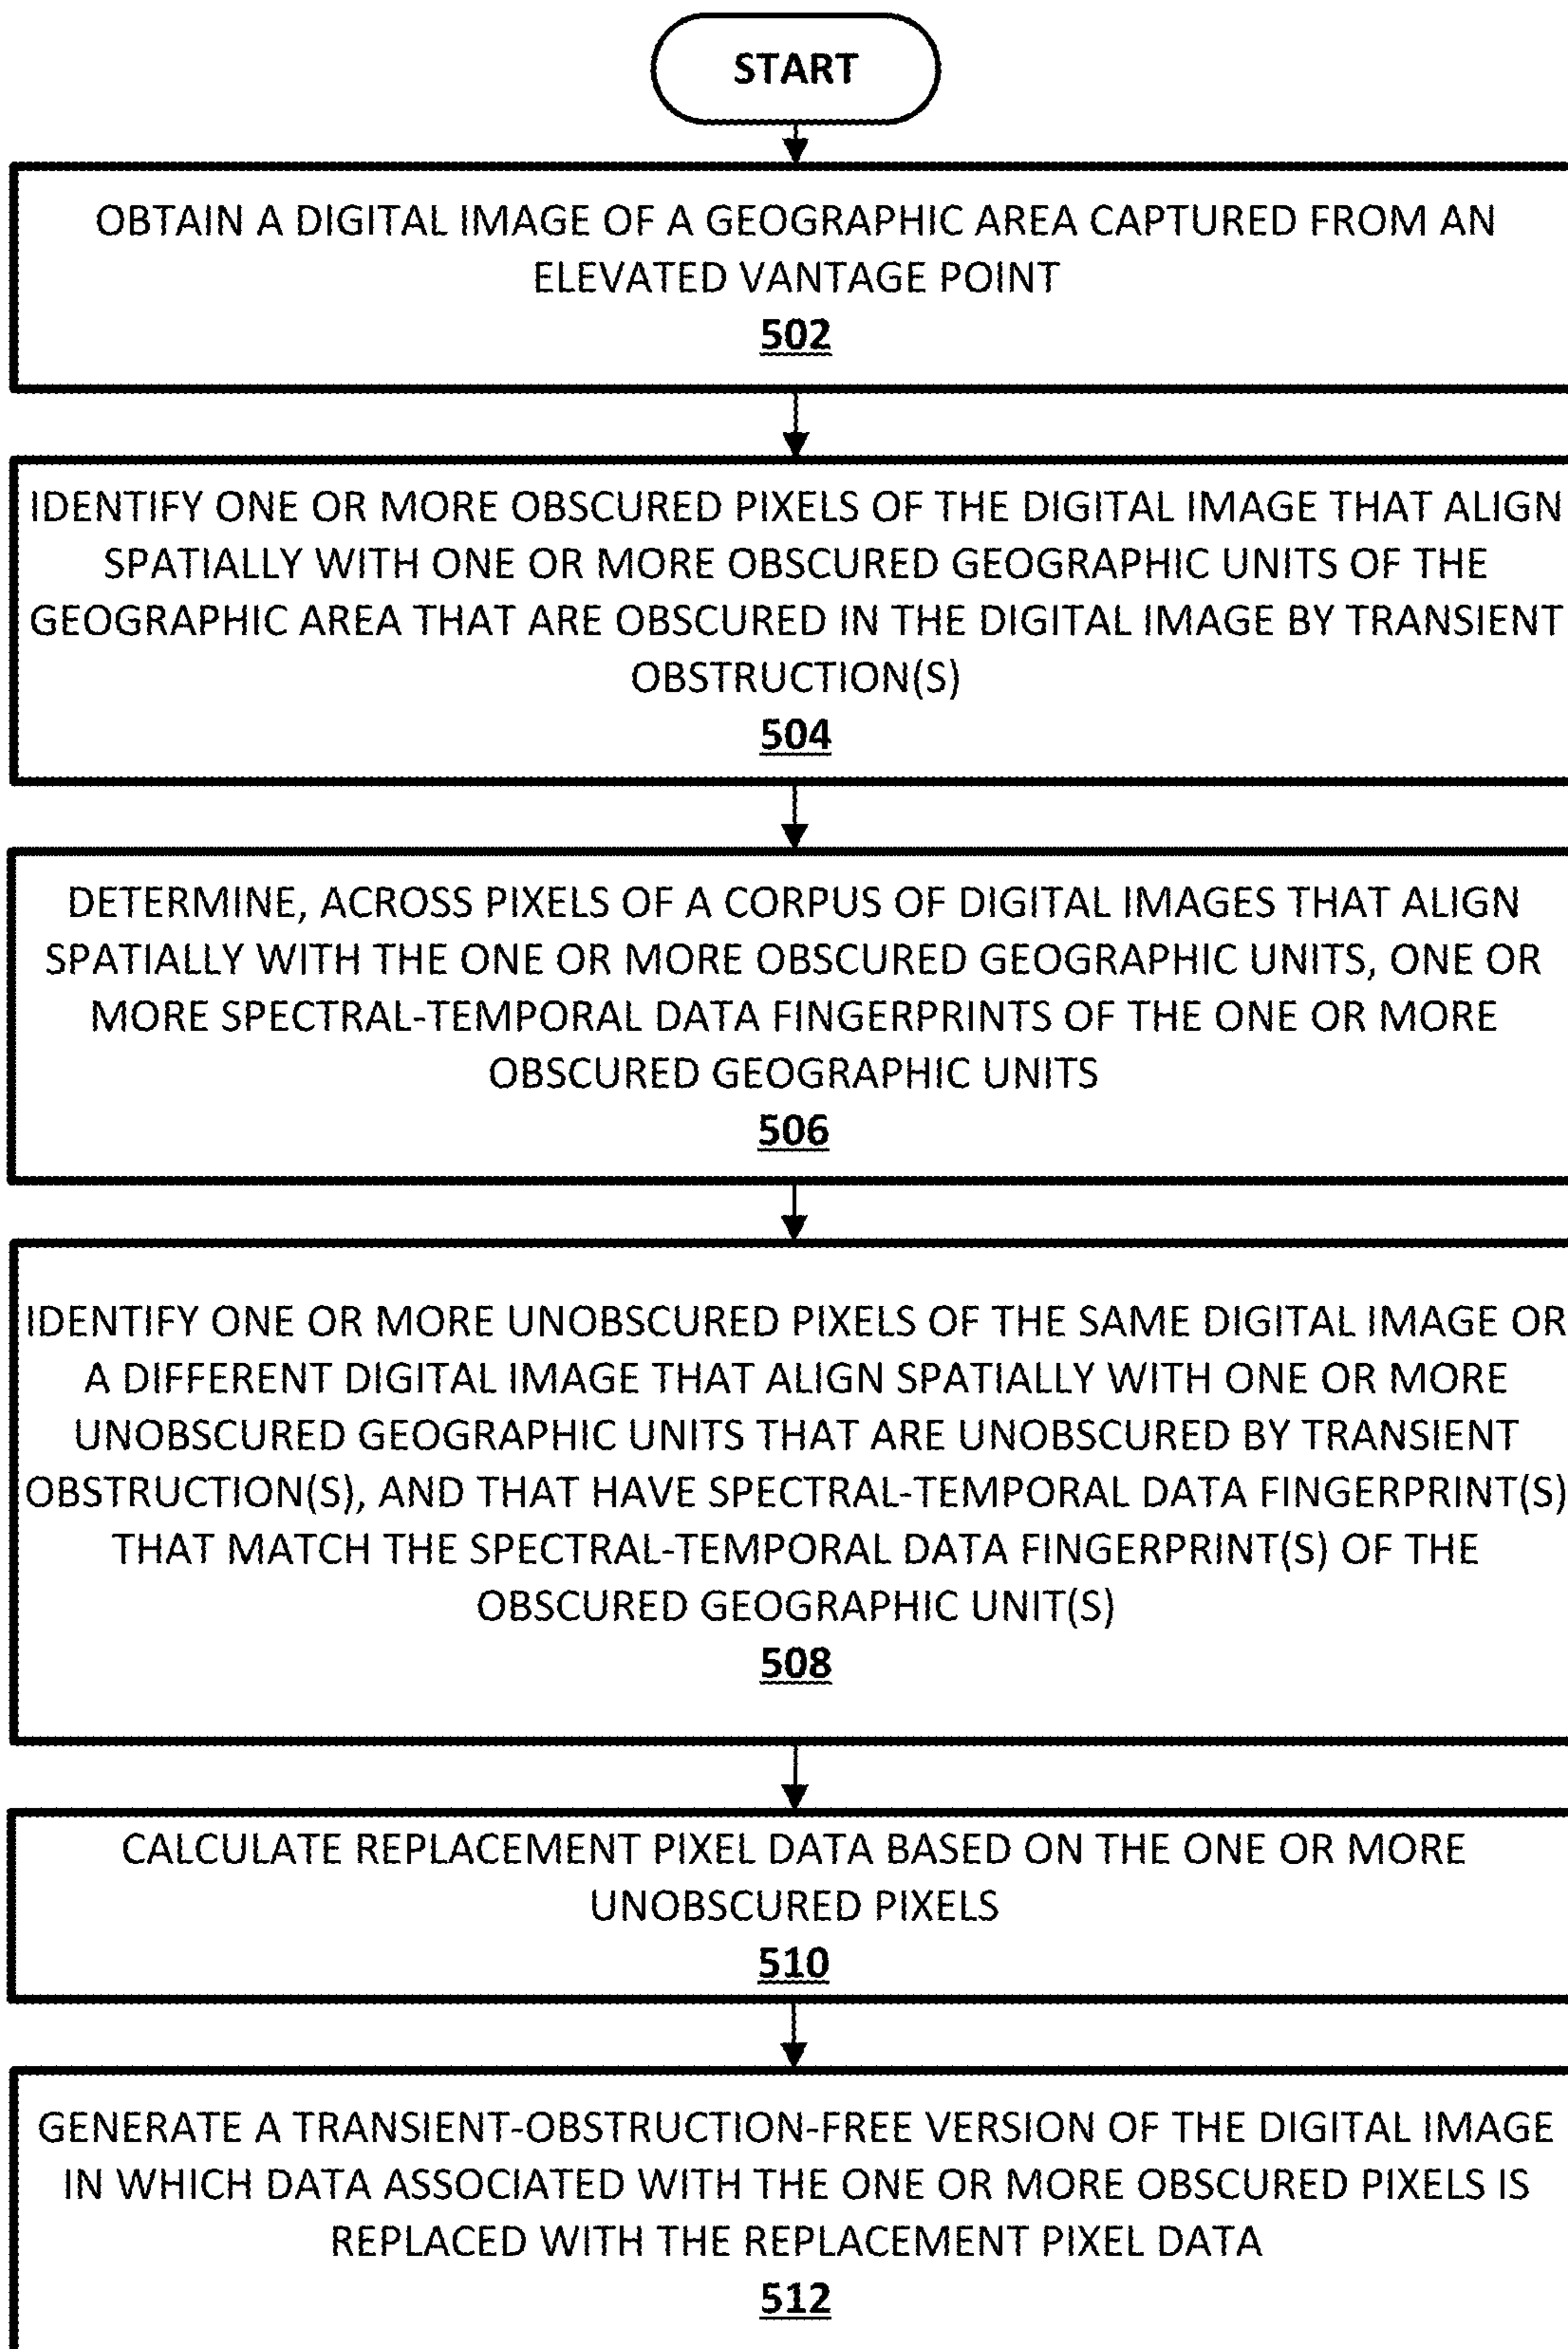 START
OBTAIN A DIGITAL IMAGE OF A GEOGRAPHIC AREA CAPTURED FROM AN
ELEVATED VANTAGE POINT
502
IDENTIFY ONE OR MORE OBSCURED PIXELS OF THE DIGITAL IMAGE THAT ALIGN
SPATIALLY WITH ONE OR MORE OBSCURED GEOGRAPHIC UNITS OF THE
GEOGRAPHIC AREA THAT ARE OBSCURED IN THE DIGITAL IMAGE BY TRANSIENT
OBSTRUCTION(S)
504
DETERMINE, ACROSS PIXELS OF A CORPUS OF DIGITAL IMAGES THAT ALIGN
SPATIALLY WITH THE ONE OR MORE OBSCURED GEOGRAPHIC UNITS, ONE OR
MORE SPECTRAL-TEMPORAL DATA FINGERPRINTS OF THE ONE OR MORE
OBSCURED GEOGRAPHIC UNITS
506
IDENTIFY ONE OR MORE UNOBSCURED PIXELS OF THE SAME DIGITAL IMAGE OR
A DIFFERENT DIGITAL IMAGE THAT ALIGN SPATIALLY WITH ONE OR MORE
UNOBSCURED GEOGRAPHIC UNITS THAT ARE UNOBSCURED BY TRANSIENT
OBSTRUCTION(S), AND THAT HAVE SPECTRAL-TEMPORAL DATA FINGERPRINT(S)
THAT MATCH THE SPECTRAL-TEMPORAL DATA FINGERPRINT(S) OF THE
OBSCURED GEOGRAPHIC UNIT(S)
508
CALCULATE REPLACEMENT PIXEL DATA BASED ON THE ONE OR MORE
UNOBSCURED PIXELS
510
GENERATE A TRANSIENT-OBSTRUCTION-FREE VERSION OF THE DIGITAL IMAGE
IN WHICH DATA ASSOCIATED WITH THE ONE OR MORE OBSCURED PIXELS IS
REPLACED WITH THE REPLACEMENT PIXEL DATA
512